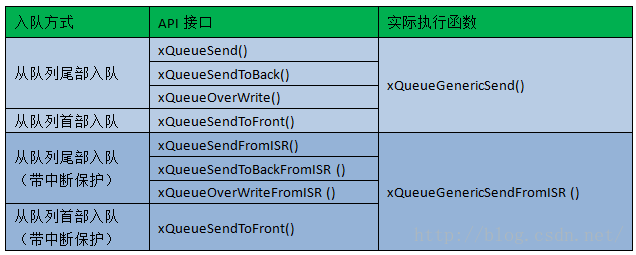 入队方式 API 接口 实际执行函数
从队列尾部入队
xQueueSend()
xQueueSendToBack()
xQueueOverWrite()
xQueueGenericSend()
从队列首部入队 xQueueSendToFront()
从队列尾部入队
（带中断保护）
xQueueSendFromISR()
xQueueSendToBackFromISR ()
xQueueOverWriteFromISR ()
xQueueGenericSendFromISR ()
从队列首部入队
（带中断保护）
xQueueSendToFront()
http://blog.csdn.net/